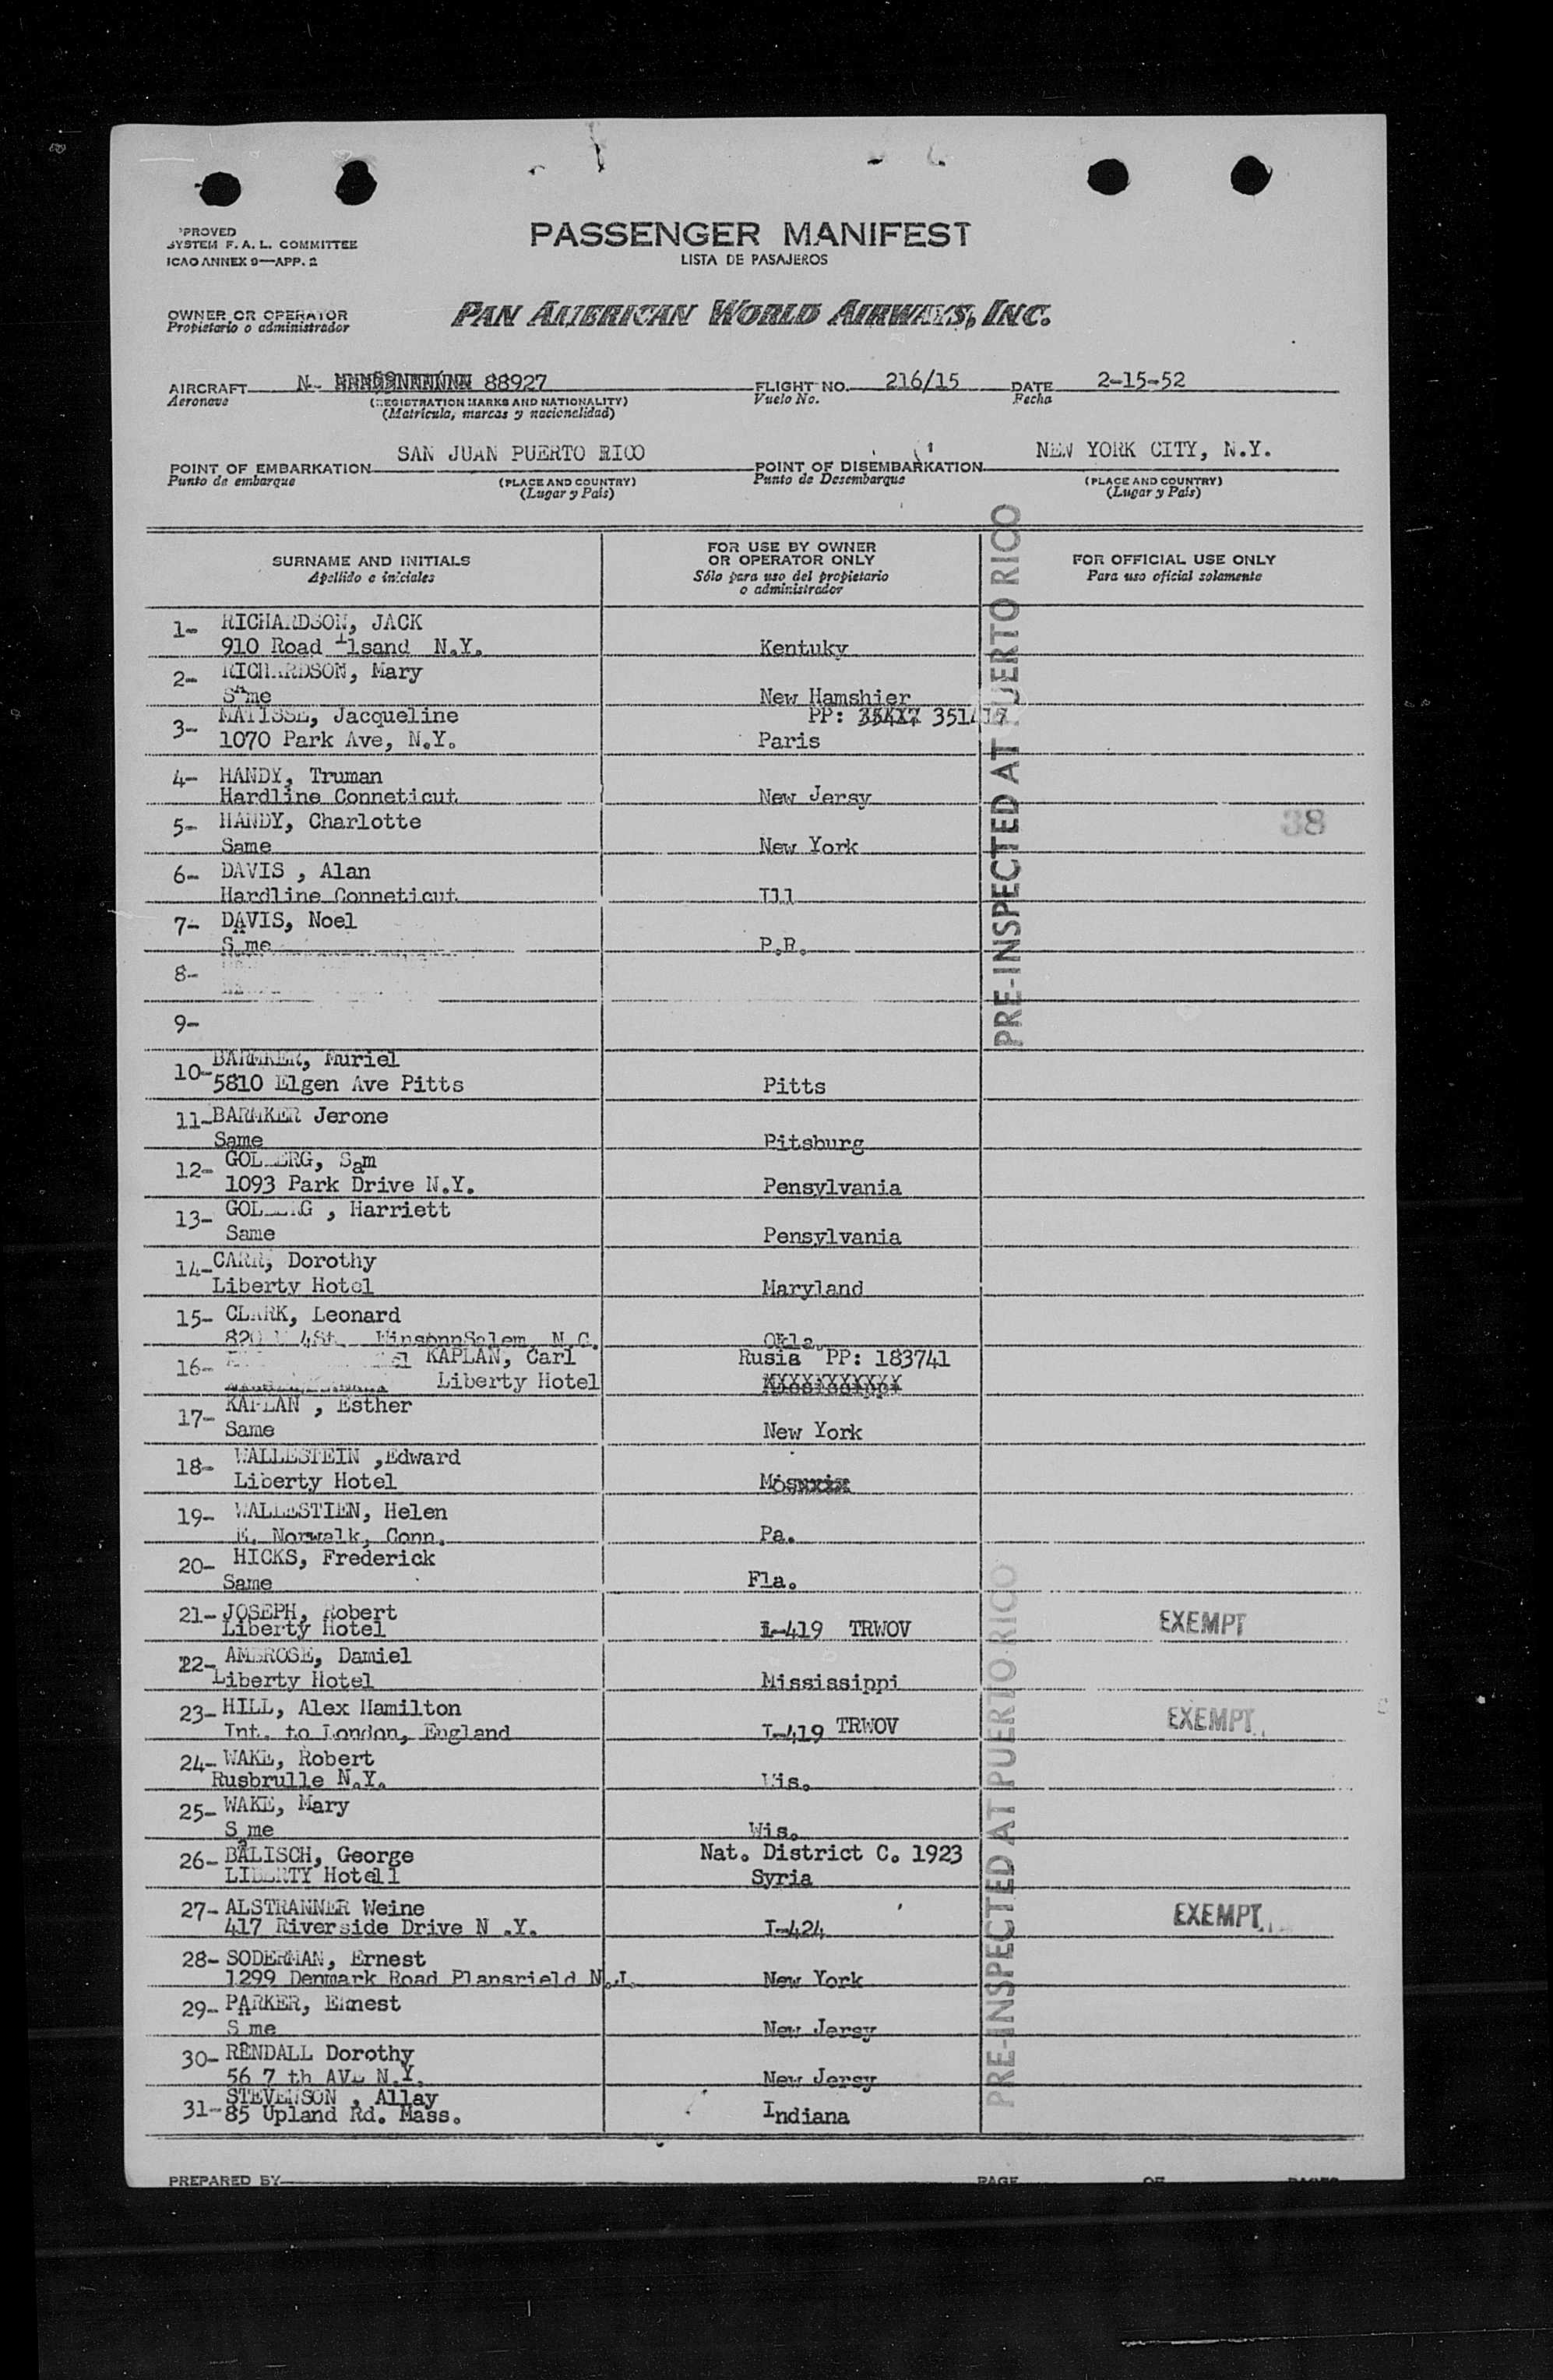 PROVED
SYSTEM F. A. L. COMMITTEE
ICAO ANNEX 9—APP. 2
PASSENGER MANIFEST
LISTA DE PASAJEROS
OWNER OR OPERATOR
Propietario o administrador
PAN AMERICAN WORLD AIRWAYS, INC.
AIRCRAFT N- 88927
Aeronave
(REGISTRATION MARKS AND NATIONALITY)
(Matrícula, marcas y nacionalidad)
FLIGHT NO. 216/15
Vuelo No.
DATE 2-15-52
Fecha
POINT OF EMBARKATION SAN JUAN PUERTO RICO
Punto de embarque
(PLACE AND COUNTRY)
(Lugar y País)
POINT OF DISEMBARKATION NEW YORK CITY, N.Y.
Punto de Desembarque
(PLACE AND COUNTRY)
(Lugar y País)
SURNAME AND INITIALS
Apellido e iniciales
FOR USE BY OWNER
OR OPERATOR ONLY
Sólo para uso del propietario
o administrador
FOR OFFICIAL USE ONLY
Para uso oficial solamente
PRE-INSPECTED AT PUERTO RICO
1- RICHARDSON, JACK
910 Road Ilsand N.Y. Kentuky
2- RICHARDSON, Mary
Same New Hamshier
3- MATISSE, Jacqueline PP:
1070 Park Ave, N.Y. Paris
4- HANDY, Truman
Hardline Conneticut New Jersy
38
5- HANDY, Charlotte
Same New York
6- DAVIS , Alan
Hardline Conneticut Ill
7- DAVIS, Noel
Same P.R.
8-
9-
10- BARMKER, Muriel
5810 Elgen Ave Pitts Pitts
11- BARMKER Jerone
Same Pitsburg
12- Sam
1093 Park Drive N.Y. Pensylvania
13- , Harriett
Same Pensylvania
14- CARR, Dorothy
Liberty Hotel Maryland
15- CLARK, Leonard
820 4St. WinsonnSalem, N.C. Okla.
16- KAPLAN, Carl Rusia PP: 183741
Liberty Hotel
17- KAPLAN , Esther
Same New York
18- WALLESTEIN ,Edward
Liberty Hotel
19- WALLESTIEN, Helen
E. Norwalk, Conn. Pa.
20- HICKS, Frederick
Same Fla.
21- JOSEPH, Robert
Liberty Hotel I-419 TRWOV EXEMPT
22- AMBROSE, Damiel
Liberty Hotel Mississippi
23- HILL, Alex Hamilton
Int. to London, England I-419 TRWOV EXEMPT
24- WAKE, Robert
Rusbrulle N.Y. Wis.
25- WAKE, Mary
Same Wis.
26- BALISCH, George Nat. District C. 1923
LIBERTY Hotell Syria
27- ALSTRANNER Weine
417 Riverside Drive N .Y. I-424 EXEMPT
28- SODERMAN, Ernest
1299 Denmark Road Plansrield N.J. New York
29- PARKER, Ernest
Same New Jersy
30- RENDALL Dorothy
56 7 th AVE N.Y. New Jersy
31- STEVENSON , Allay
85 Upland Rd. Mass. Indiana
PRE-INSPECTED AT PUERTO RICO
PREPARED BY PAGE OF PAGES